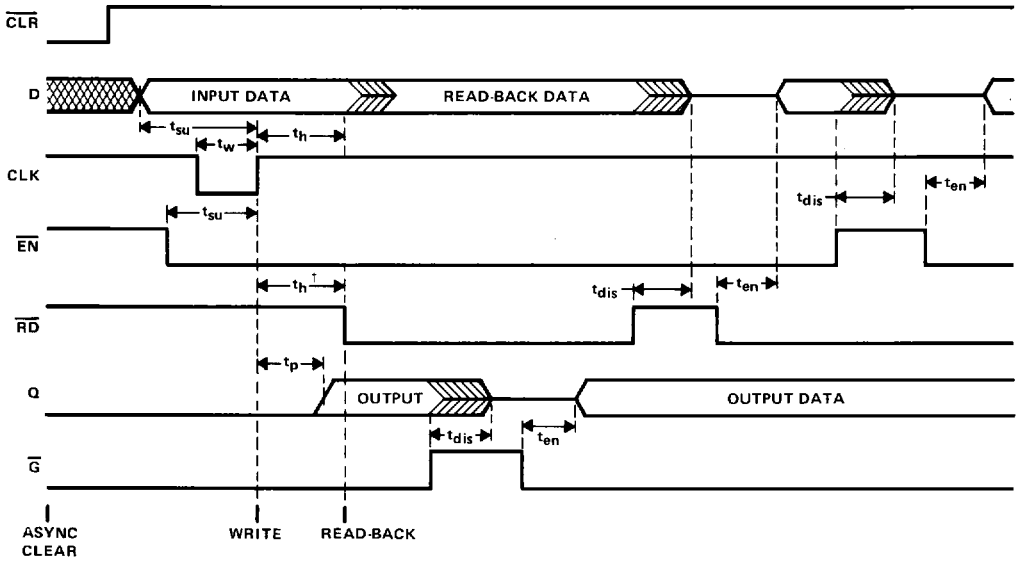 CLR
D
INPUT DATA
READ-BACK DATA
tsu
tw
th
CLK
tsu
tdis
ten
EN
th†
tdis
ten
RD
tp
Q
OUTPUT
OUTPUT DATA
tdis
ten
G
ASYNC
CLEAR
WRITE
READ-BACK